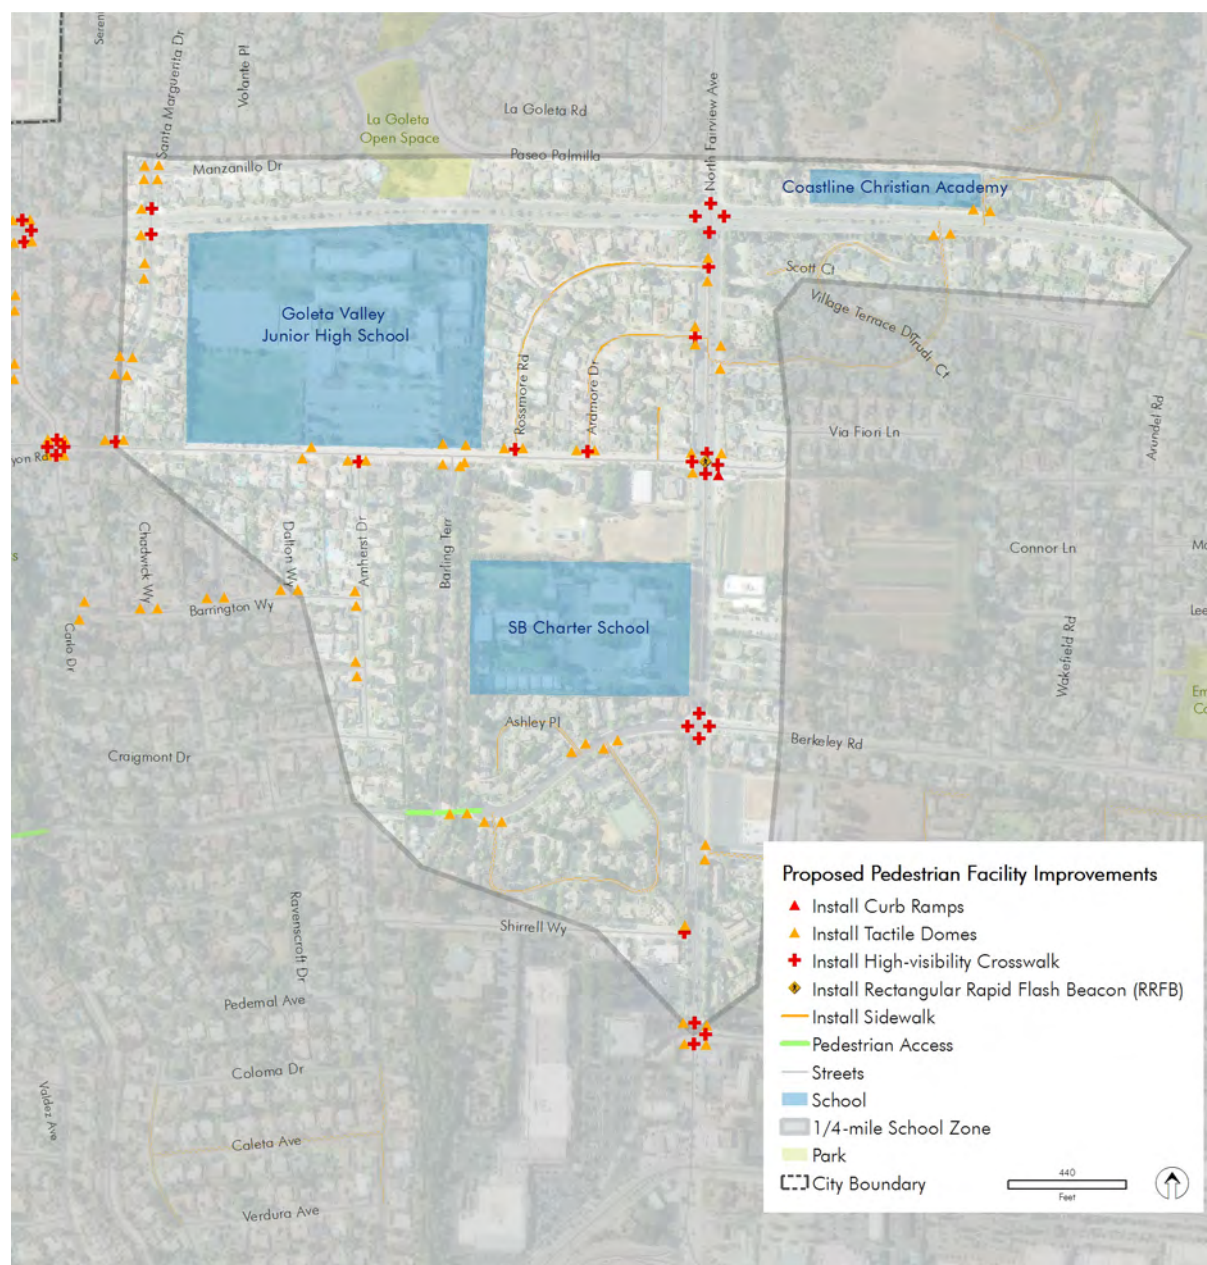 Santa Marguerita Dr
Volante Pl
La Goleta
Open Space
La Goleta Rd
North Fairview Ave
Paseo Palmilla
Manzanillo Dr
Coastline Christian Academy
Scott Ct
Goleta Valley
Junior High School
Village Terrace Dr
Trudi Ct
Rossmore Rd
Ardmore Dr
Arundel Rd
Via Fiori Ln
yon Rd
Chadwick Wy
Dalton Wy
Amherst Dr
Barling Terr
Connor Ln
s
Barrington Wy
Lee
Carlo Dr
SB Charter School
Wakefield Rd
Em
Ashley Pl
Berkeley Rd
Craigmont Dr
Ravenscroft Dr
Shirrell Wy
Pedernal Ave
Coloma Dr
Valdez Ave
Caleta Ave
Verdura Ave
Proposed Pedestrian Facility Improvements
Install Curb Ramps
Install Tactile Domes
Install High-visibility Crosswalk
Install Rectangular Rapid Flash Beacon (RRFB)
Install Sidewalk
Pedestrian Access
Streets
School
1/4-mile School Zone
Park
City Boundary
440
Feet